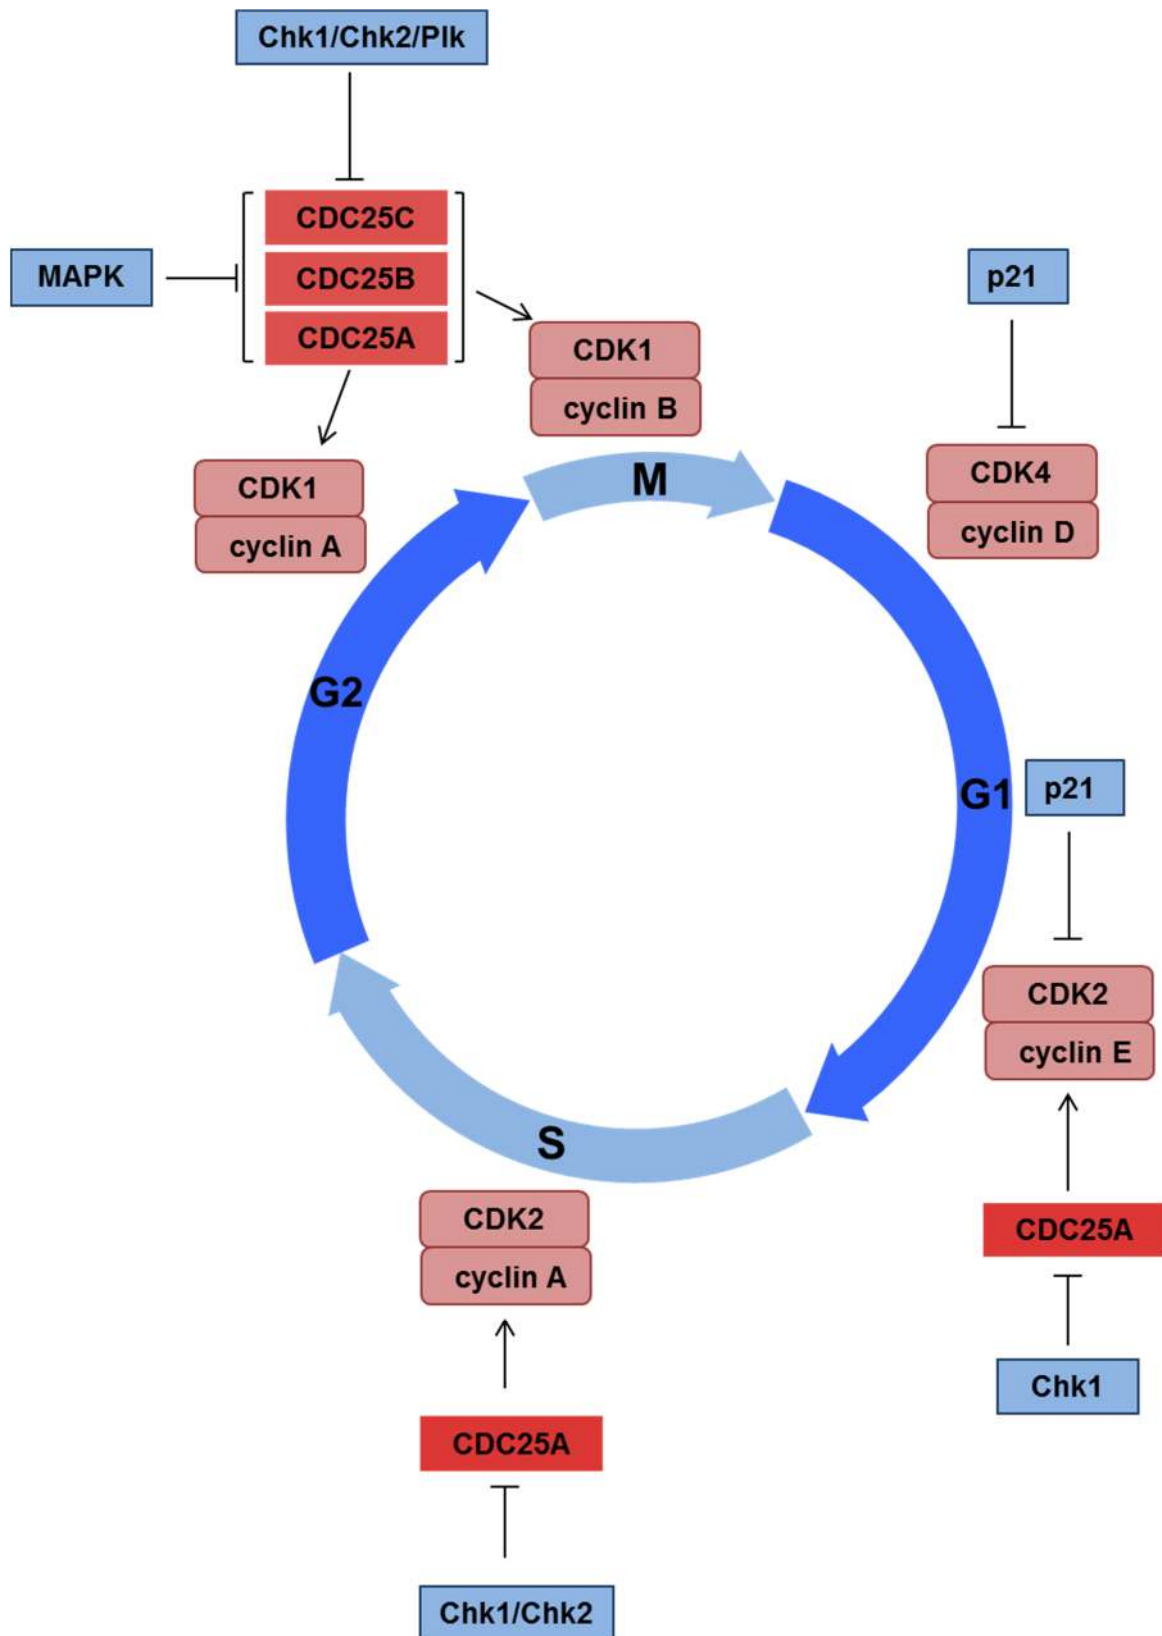 Chk1/Chk2/Plk
CDC25C
MAPK
CDC25B
CDC25A
p21
CDK1
cyclin B
CDK1
cyclin A
M
CDK4
cyclin D
G2
G1
p21
CDK2
cyclin E
S
CDK2
cyclin A
CDC25A
Chk1
CDC25A
Chk1/Chk2